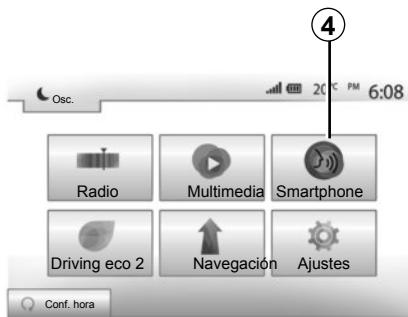 4
Osc.
20°C PM 6:08
Radio
Multimedia
Smartphone
Driving eco 2
Navegación
Ajustes
Conf. hora